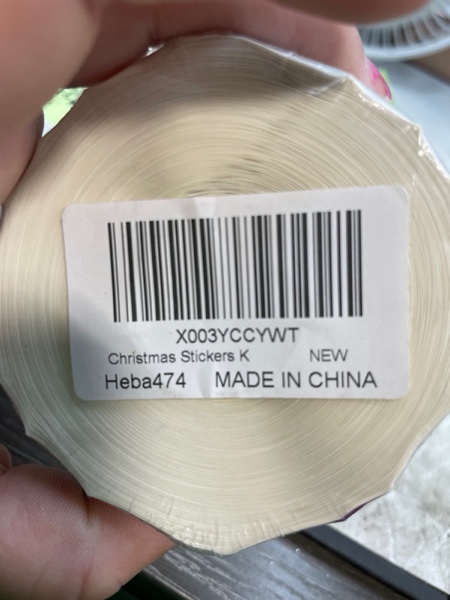 X003YCCYWT
Christmas Stickers K NEW
Heba474 MADE IN CHINA